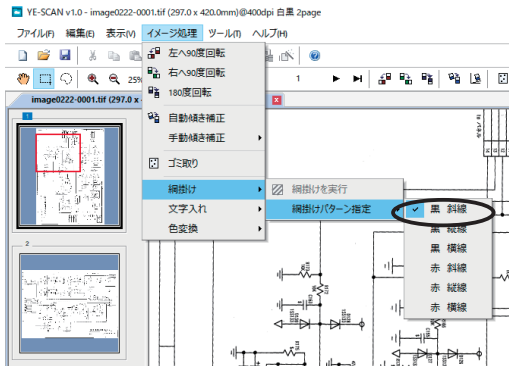 YE-SCAN v1.0 - image0222-0001.tif (297.0 x 420.0mm)@400dpi 白黒 2page
ファイル(F) 編集(E) 表示(V) イメージ処理 ツール(T) ヘルプ(H)
左へ90度回転
右へ90度回転
180度回転
自動傾き補正
手動傾き補正
ゴミ取り
網掛け
文字入れ
色変換
25%
1
image0222-0001.tif (297.0 x
1
2
網掛けを実行
網掛けパターン指定
黒 斜線
黒 縦線
黒 横線
赤 斜線
赤 縦線
赤 横線